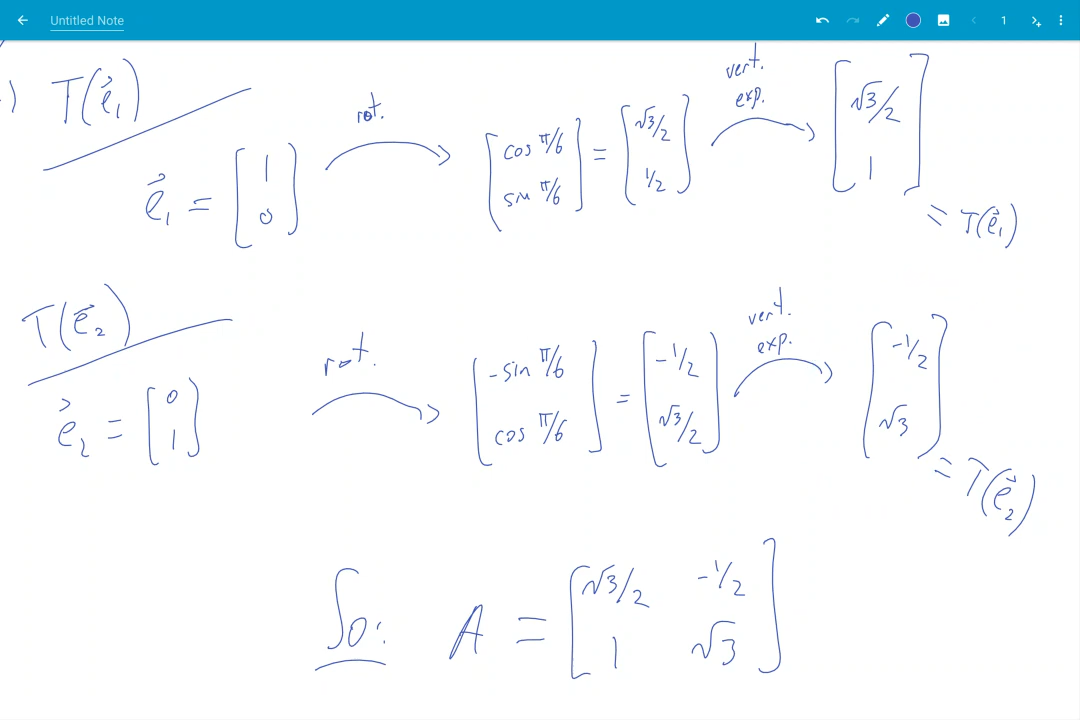 Untitled Note
1
) T(e⃗₁)
e⃗₁ = [1 0] rot. [cos π/6 sin π/6] = [√3/2 1/2] vert. exp. [√3/2 1] = T(e⃗₁)
T(e⃗₂)
e⃗₂ = [0 1] rot. [-sin π/6 cos π/6] = [-1/2 √3/2] vert. exp. [-1/2 √3] = T(e⃗₂)
So: A = [√3/2 -1/2 1 √3]